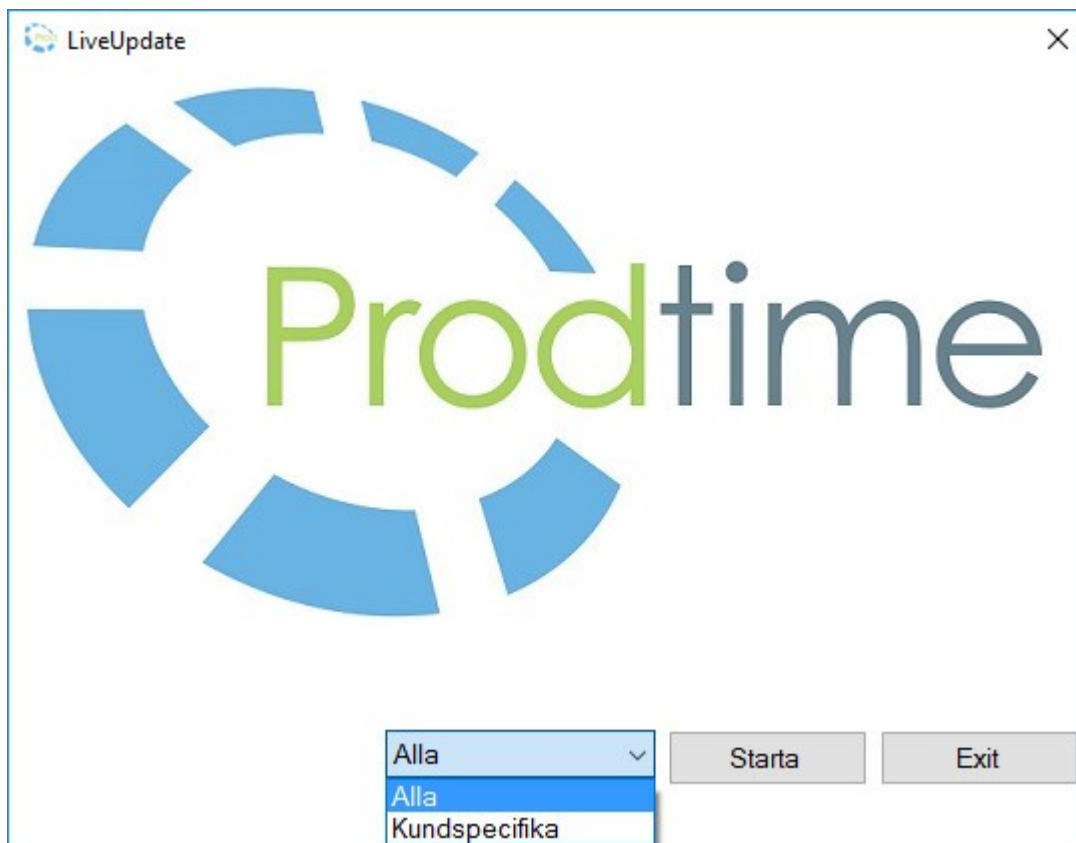 LiveUpdate
Prodtime
Alla
Starta
Exit
Alla
Kundspecifika